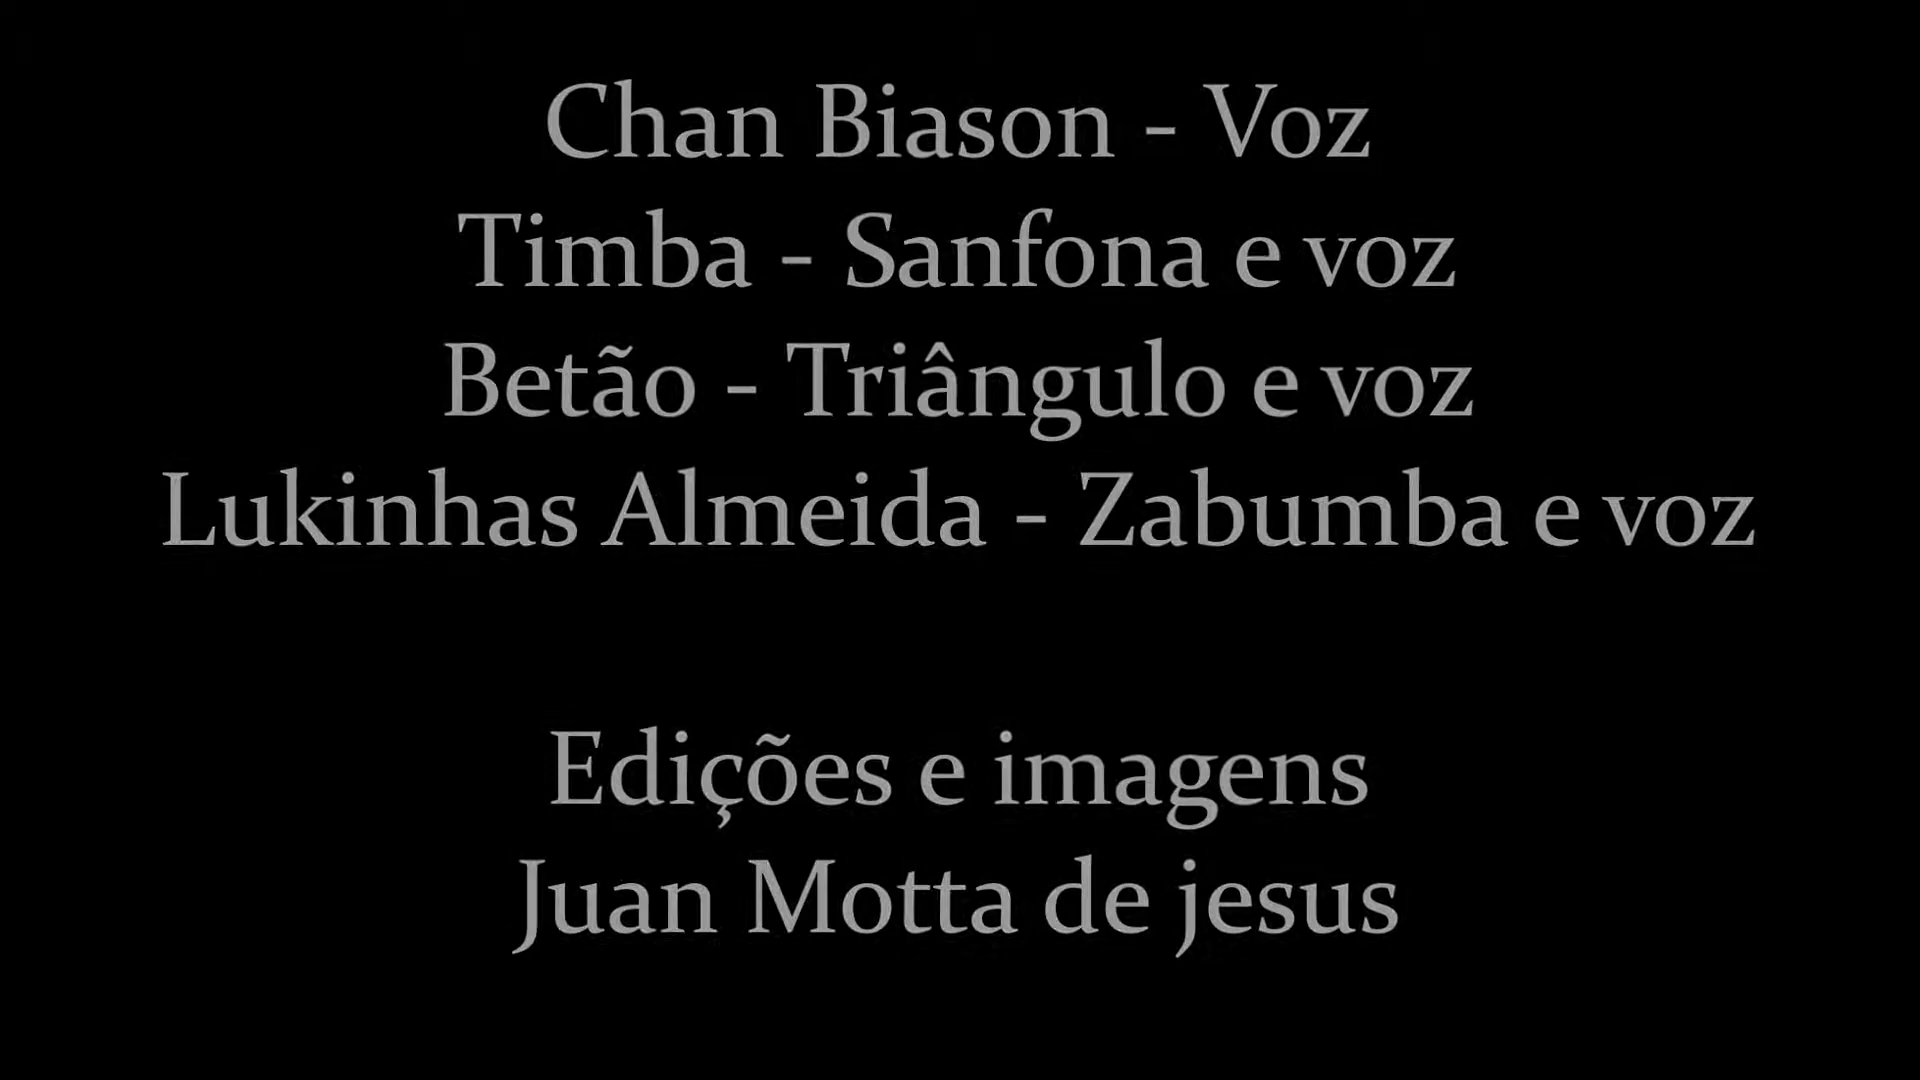 Chan Biason - Voz
Timba - Sanfona e voz
Betão - Triângulo e voz
Lukinhas Almeida - Zabumba e voz
Edições e imagens
Juan Motta de jesus